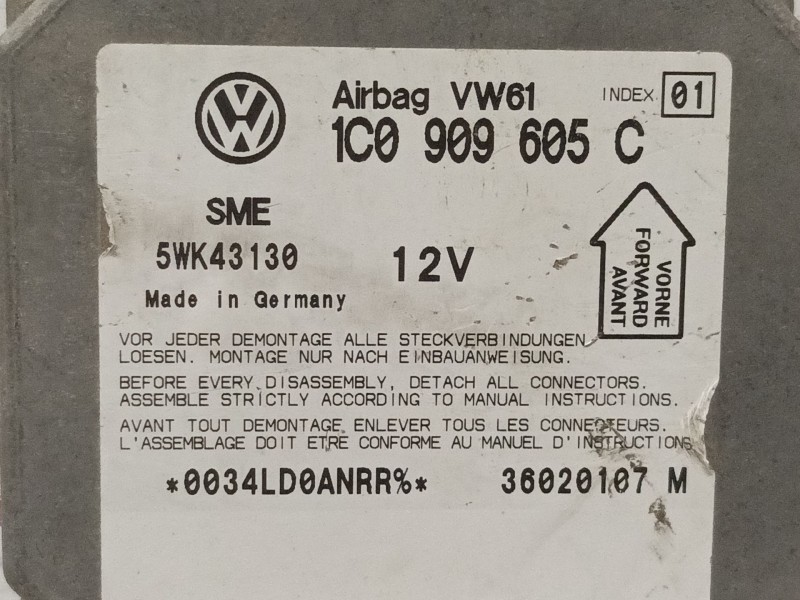 Airbag VW61 INDEX 01
1C0 909 605 C
SME
5WK43130 12V
Made in Germany
VORNE
FORWARD
AVANT
VOR JEDER DEMONTAGE ALLE STECKVERBINDUNGEN
LOESEN. MONTAGE NUR NACH EINBAUANWEISUNG.
BEFORE EVERY DISASSEMBLY, DETACH ALL CONNECTORS.
ASSEMBLE STRICTLY ACCORDING TO MANUAL INSTRUCTIONS.
AVANT TOUT DEMONTAGE ENLEVER TOUS LES CONNECTEURS.
L'ASSEMBLAGE DOIT ETRE CONFORME AU MANUEL D'INSTRUCTIONS
*0034LD0ANRR%* 36020107 M